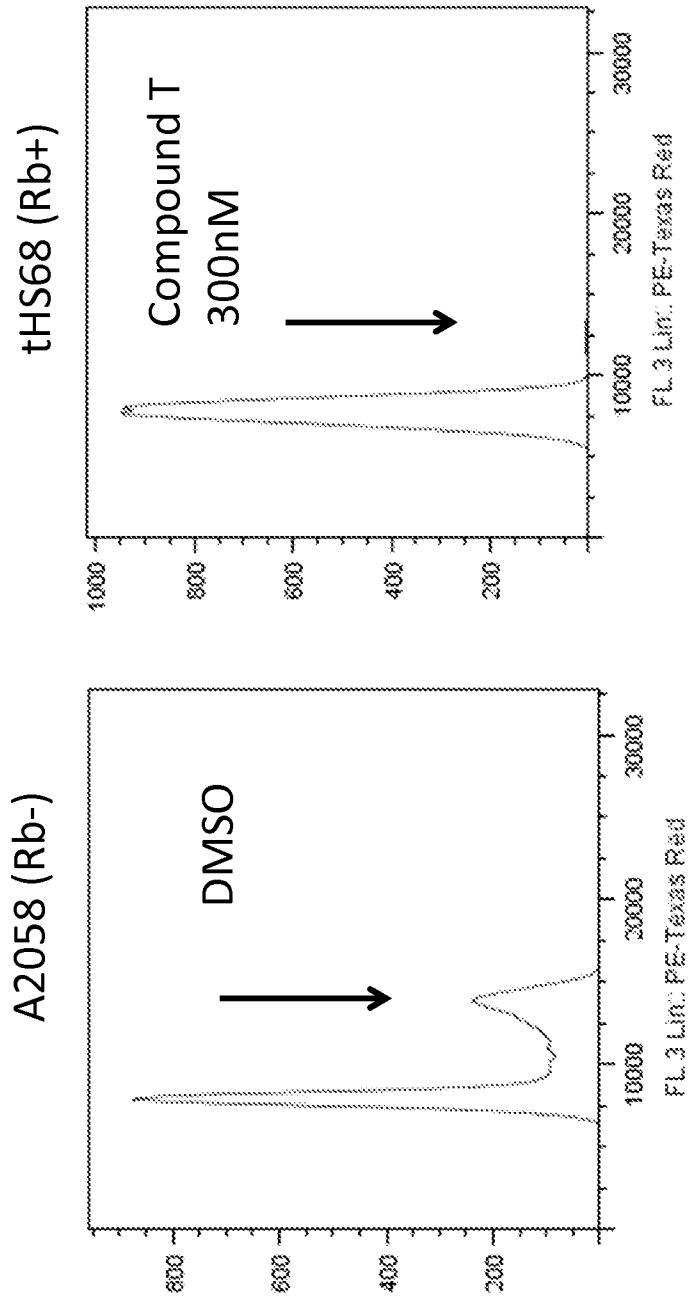 A2058 (Rb-)
DMSO
800
600
400
200
10000
20000
30000
FL 3 Lin:: PE-Texas Red
tHS68 (Rb+)
Compound T
300nM
1000
800
600
400
200
10000
20000
30000
FL 3 Lin:: PE-Texas Red